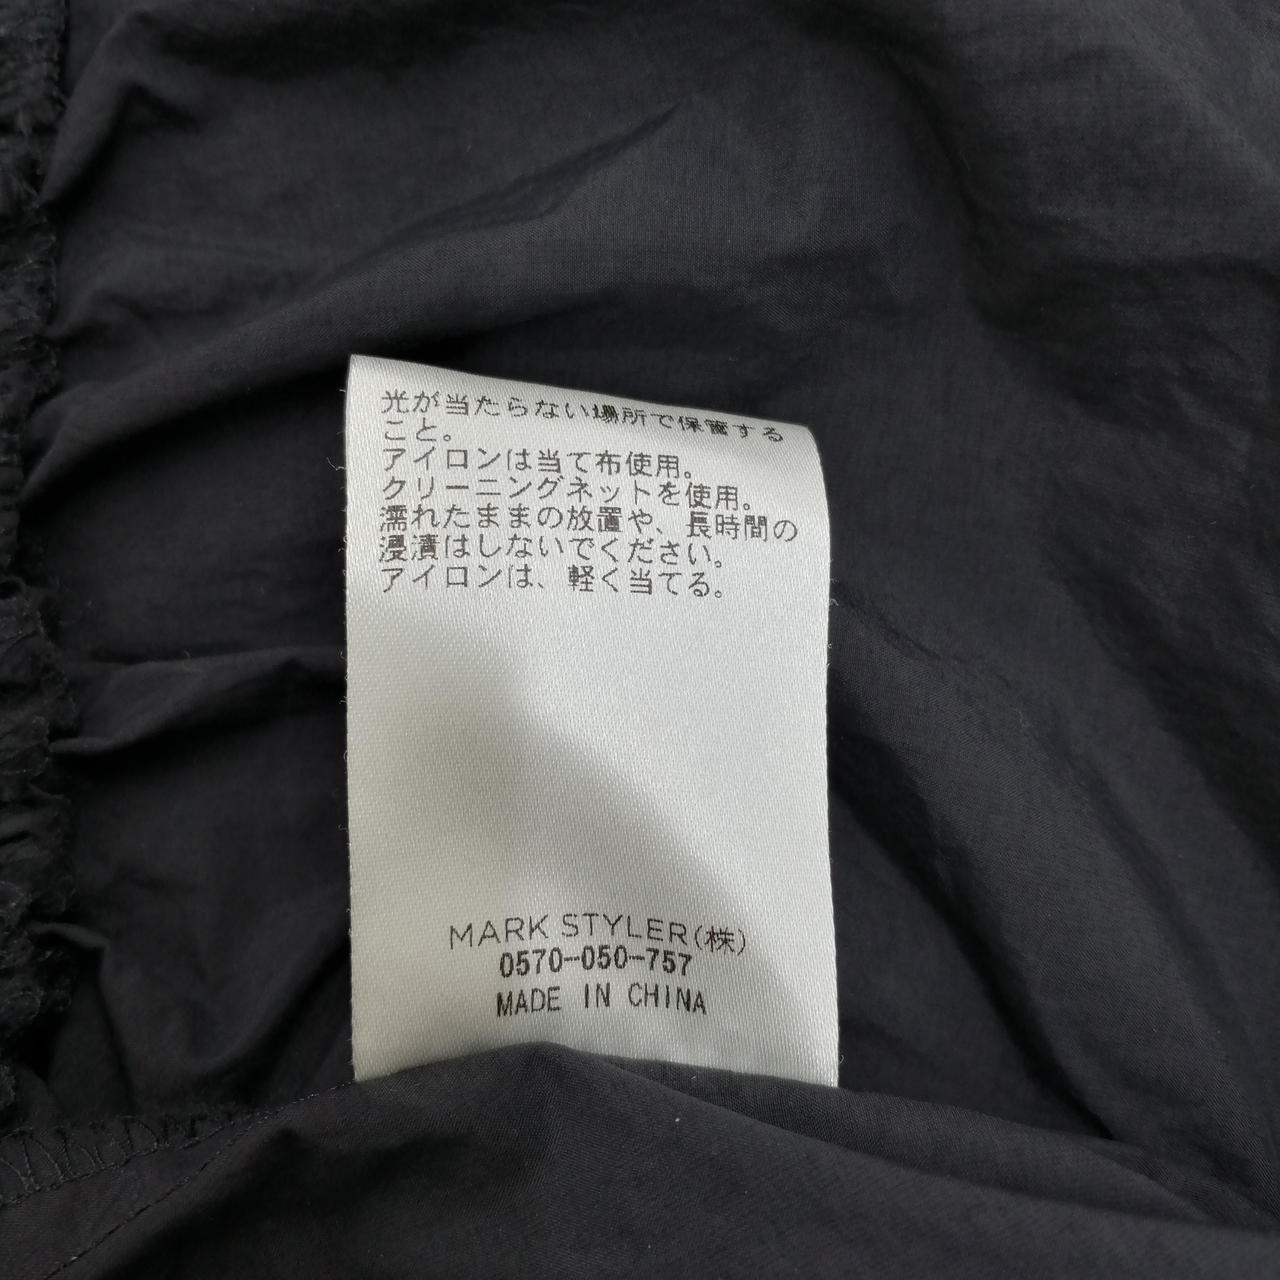 光が当たらない場所で保管する
こと。
アイロンは当て布使用。
クリーニングネットを使用。
濡れたままの放置や、長時間の
浸漬はしないでください。
アイロンは、軽く当てる。
MARK STYLER(株)
0570-050-757
MADE IN CHINA